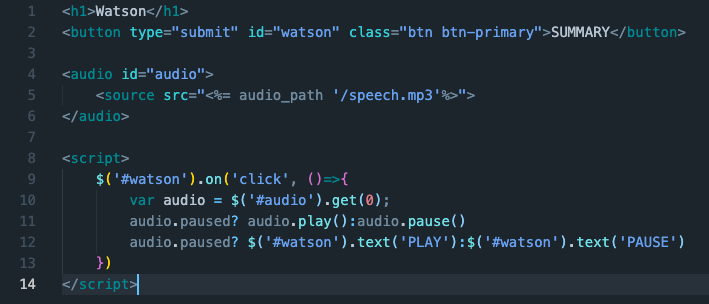 1 <h1>Watson</h1>
2 <button type="submit" id="watson" class="btn btn-primary">SUMMARY</button>
3
4 <audio id="audio">
5     <source src="<%= audio_path '/speech.mp3'%>">
6 </audio>
7
8 <script>
9     $('#watson').on('click', ()=>{
10         var audio = $('#audio').get(0);
11         audio.paused? audio.play():audio.pause()
12         audio.paused? $('#watson').text('PLAY'):$('#watson').text('PAUSE')
13     })
14 </script>